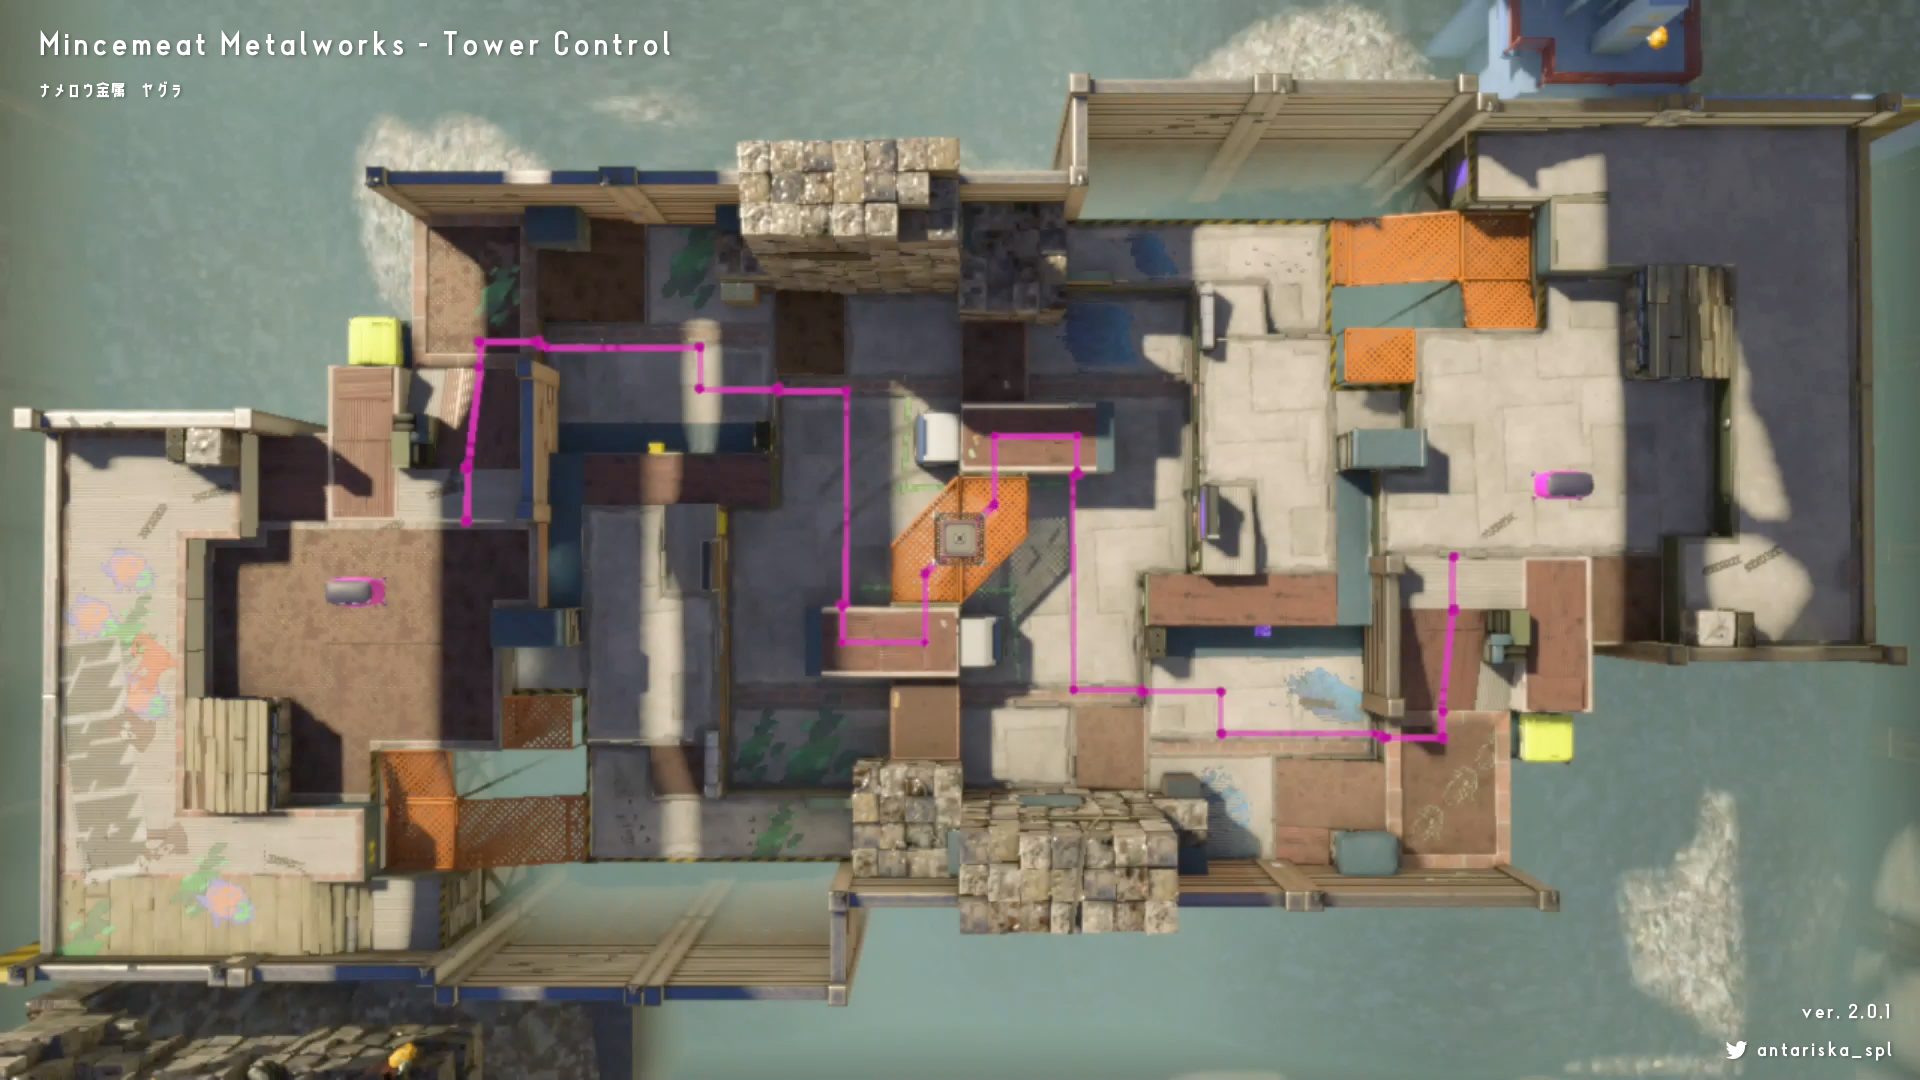 Mincemeat Metalworks - Tower Control
ナメロウ金属 ヤグラ
ver. 2.0.1
antariska_spl